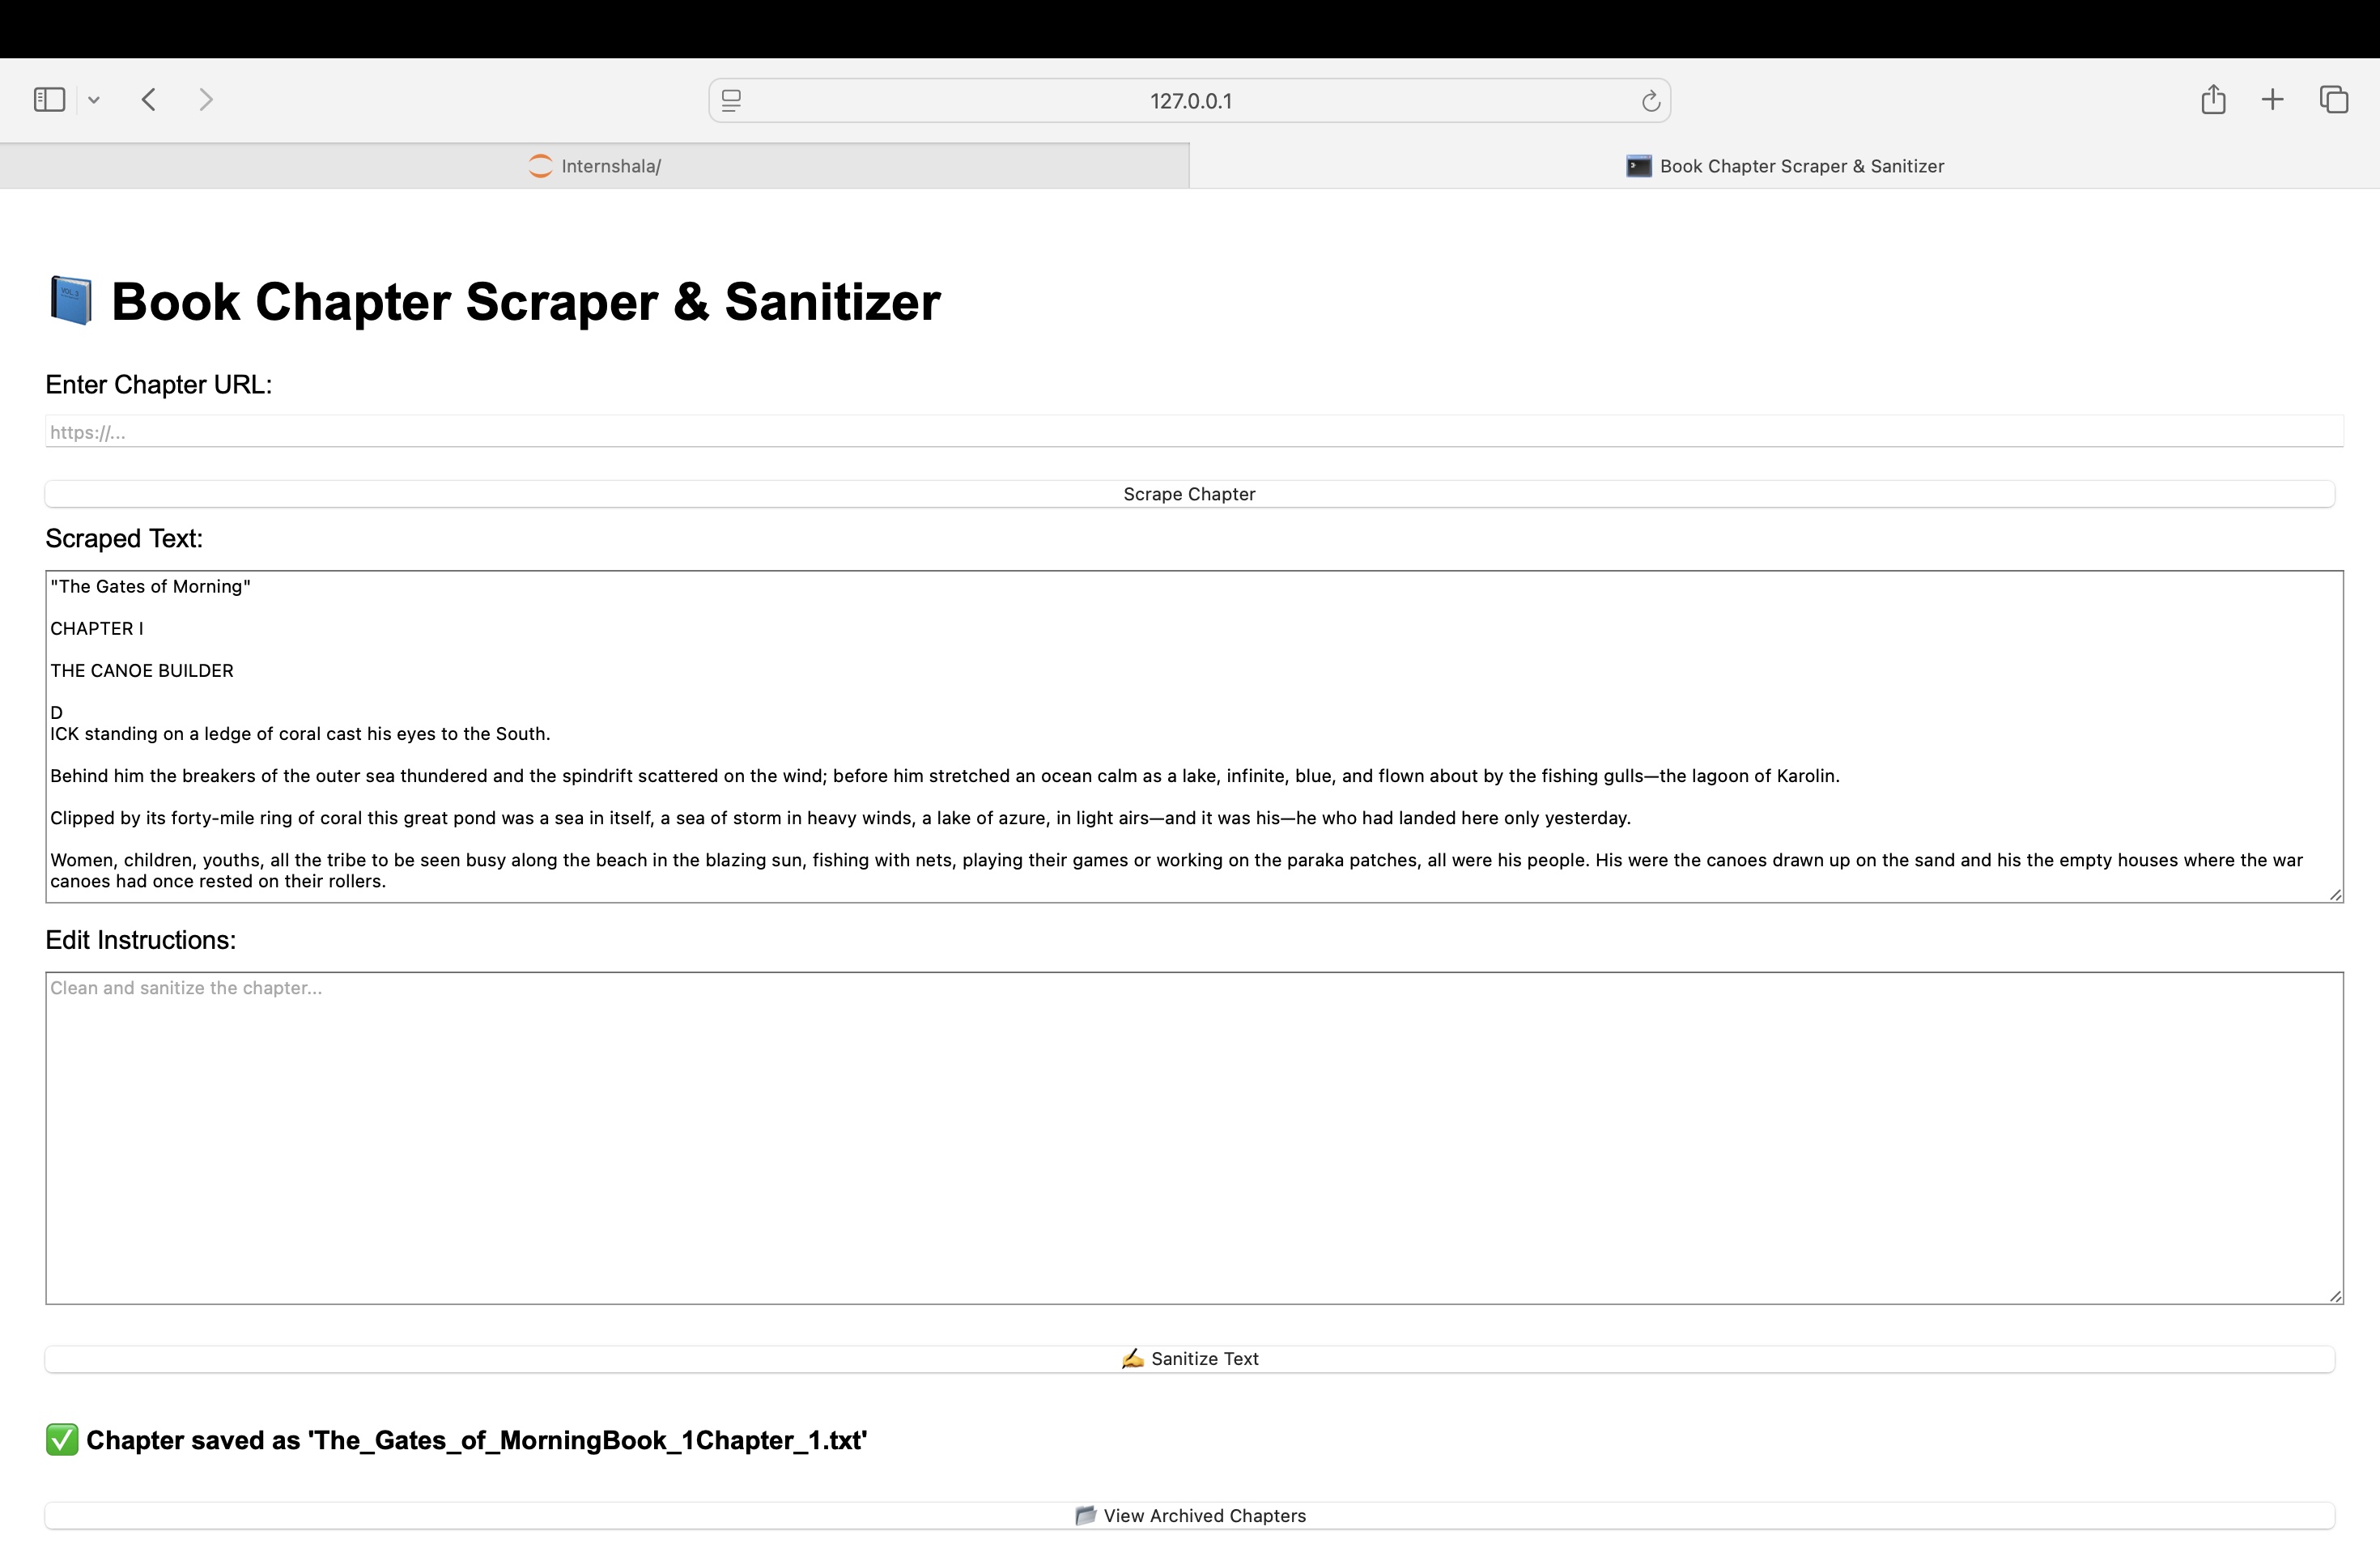 127.0.0.1
Internshala/
Book Chapter Scraper & Sanitizer
Book Chapter Scraper & Sanitizer
Enter Chapter URL:
https://...
Scrape Chapter
Scraped Text:
"The Gates of Morning"
CHAPTER I
THE CANOE BUILDER
D
ICK standing on a ledge of coral cast his eyes to the South.
Behind him the breakers of the outer sea thundered and the spindrift scattered on the wind; before him stretched an ocean calm as a lake, infinite, blue, and flown about by the fishing gulls—the lagoon of Karolin.
Clipped by its forty-mile ring of coral this great pond was a sea in itself, a sea of storm in heavy winds, a lake of azure, in light airs—and it was his—he who had landed here only yesterday.
Women, children, youths, all the tribe to be seen busy along the beach in the blazing sun, fishing with nets, playing their games or working on the paraka patches, all were his people. His were the canoes drawn up on the sand and his the empty houses where the war
canoes had once rested on their rollers.
Edit Instructions:
Clean and sanitize the chapter...
Sanitize Text
Chapter saved as 'The_Gates_of_MorningBook_1Chapter_1.txt'
View Archived Chapters